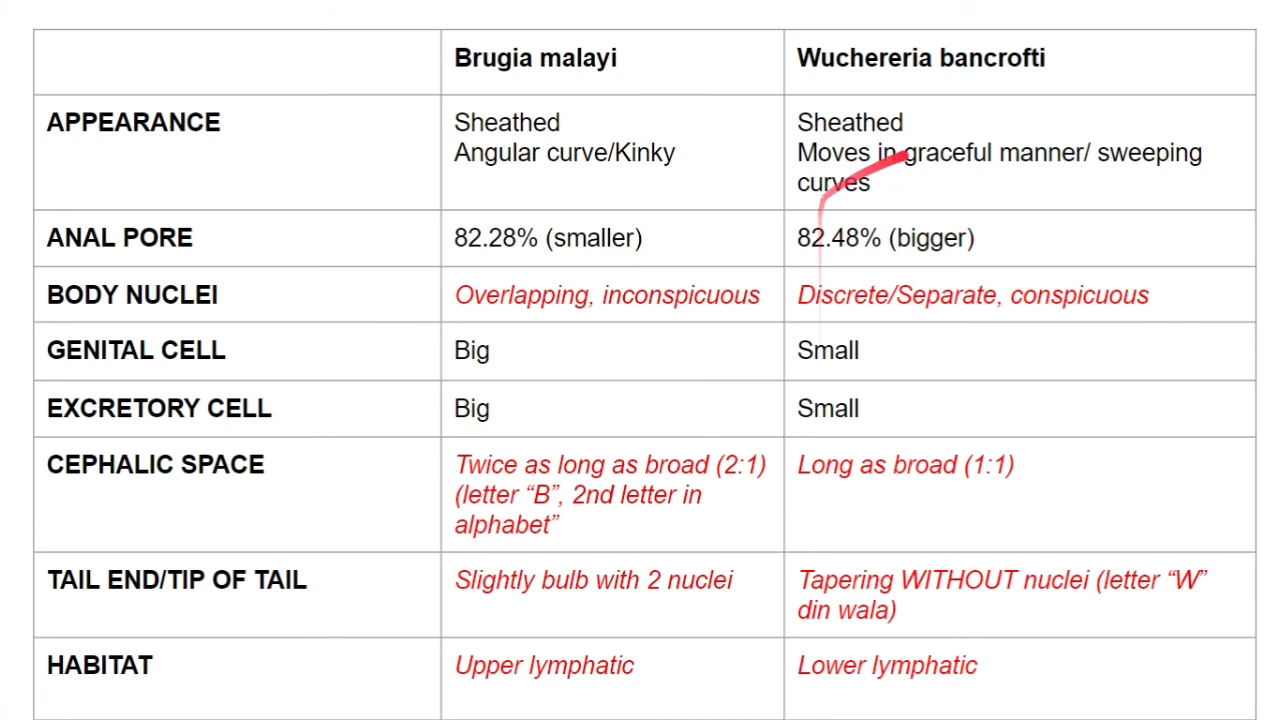 Brugia malayi
Wuchereria bancrofti
APPEARANCE
Sheathed
Angular curve/Kinky
Sheathed
Moves in graceful manner/ sweeping
curves
ANAL PORE
82.28% (smaller)
82.48% (bigger)
BODY NUCLEI
Overlapping, inconspicuous
Discrete/Separate, conspicuous
GENITAL CELL
Big
Small
EXCRETORY CELL
Big
Small
CEPHALIC SPACE
Twice as long as broad (2:1)
(letter “B”, 2nd letter in
alphabet”
Long as broad (1:1)
TAIL END/TIP OF TAIL
Slightly bulb with 2 nuclei
Tapering WITHOUT nuclei (letter “W”
din wala)
HABITAT
Upper lymphatic
Lower lymphatic